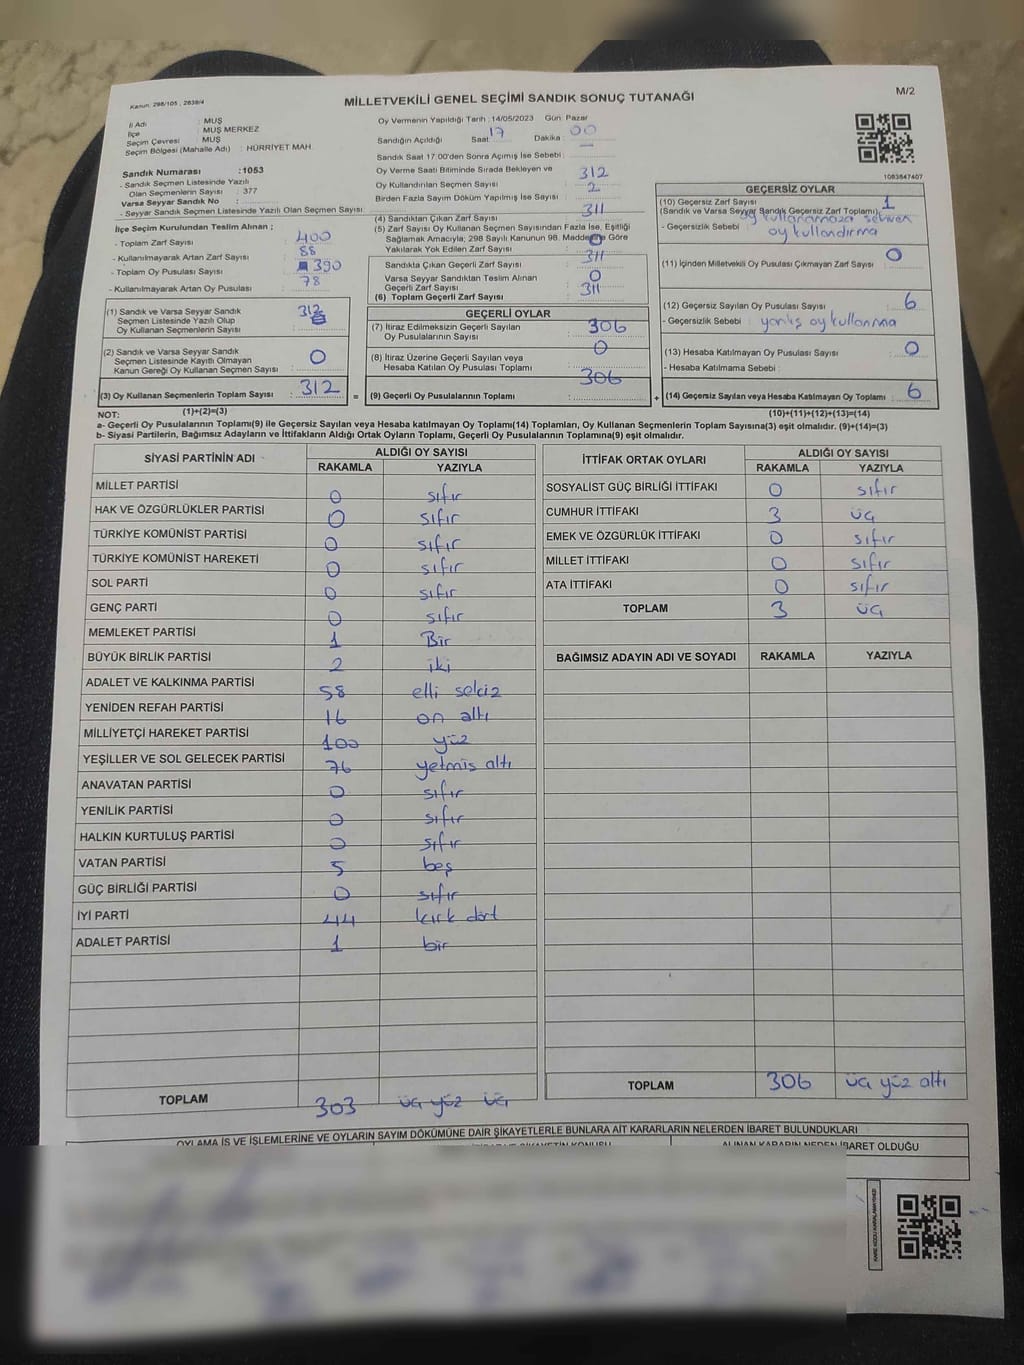 Kanun: 298/105 , 2839/4
MİLLETVEKİLİ GENEL SEÇİMİ SANDIK SONUÇ TUTANAĞI
M/2
İl Adı : MUŞ
İlçe : MUŞ MERKEZ
Seçim Çevresi : MUŞ
Seçim Bölgesi (Mahalle Adı) : HÜRRİYET MAH.
Sandık Numarası :1053
- Sandık Seçmen Listesinde Yazılı
Olan Seçmenlerin Sayısı : 377
Varsa Seyyar Sandık No :
- Seyyar Sandık Seçmen Listesinde Yazılı Olan Seçmen Sayısı:
İlçe Seçim Kurulundan Teslim Alınan ;
- Toplam Zarf Sayısı : 400
- Kullanılmayarak Artan Zarf Sayısı : 88
- Toplam Oy Pusulası Sayısı : 390
- Kullanılmayarak Artan Oy Pusulası : 78
(1) Sandık ve Varsa Seyyar Sandık
Seçmen Listesinde Yazılı Olup
Oy Kullanan Seçmenlerin Sayısı : 312
(2) Sandık ve Varsa Seyyar Sandık
Seçmen Listesinde Kayıtlı Olmayan
Kanun Gereği Oy Kullanan Seçmen Sayısı : 0
(3) Oy Kullanan Seçmenlerin Toplam Sayısı : 312
(1)+(2)=(3)
Oy Vermenin Yapıldığı Tarih :14/05/2023 Gün: Pazar
Sandığın Açıldığı Saat : 17 Dakika : 00
Sandık Saat 17.00'den Sonra Açımış İse Sebebi : —
Oy Verme Saati Bitiminde Sırada Bekleyen ve
Oy Kullandırılan Seçmen Sayısı : 312
Birden Fazla Sayım Döküm Yapılmış İse Sayısı : 2
(4) Sandıktan Çıkan Zarf Sayısı : 311
(5) Zarf Sayısı Oy Kullanan Seçmen Sayısından Fazla İse, Eşitliği
Sağlamak Amacıyla; 298 Sayılı Kanunun 98. Maddesine Göre
Yakılarak Yok Edilen Zarf Sayısı : 0
Sandıkta Çıkan Geçerli Zarf Sayısı : 311
Varsa Seyyar Sandıktan Teslim Alınan
Geçerli Zarf Sayısı : 0
(6) Toplam Geçerli Zarf Sayısı : 311
GEÇERLİ OYLAR
(7) İtiraz Edilmeksizin Geçerli Sayılan
Oy Pusulalarının Sayısı : 306
(8) İtiraz Üzerine Geçerli Sayılan veya
Hesaba Katılan Oy Pusulası Toplamı : 0
= (9) Geçerli Oy Pusulalarının Toplamı : 306
1083847407
GEÇERSİZ OYLAR
(10) Geçersiz Zarf Sayısı : 1
(Sandık ve Varsa Seyyar Sandık Geçersiz Zarf Toplamı)
- Geçersizlik Sebebi : oy kullanamaza
oy kullandırma
(11) İçinden Milletvekili Oy Pusulası Çıkmayan Zarf Sayısı : 0
(12) Geçersiz Sayılan Oy Pusulası Sayısı : 6
- Geçersizlik Sebebi : yanlış oy kullanma
(13) Hesaba Katılmayan Oy Pusulası Sayısı : 0
- Hesaba Katılmama Sebebi :
+ (14) Geçersiz Sayılan veya Hesaba Katılmayan Oy Toplamı : 6
(10)+(11)+(12)+(13)=(14)
NOT:
a- Geçerli Oy Pusulalarının Toplamı(9) ile Geçersiz Sayılan veya Hesaba katılmayan Oy Toplamı(14) Toplamları, Oy Kullanan Seçmenlerin Toplam Sayısına(3) eşit olmalıdır. (9)+(14)=(3)
b- Siyasi Partilerin, Bağımsız Adayların ve İttifakların Aldığı Ortak Oyların Toplamı, Geçerli Oy Pusulalarının Toplamına(9) eşit olmalıdır.
SİYASİ PARTİNİN ADI ALDIĞI OY SAYISI
RAKAMLA YAZIYLA
MİLLET PARTİSİ 0 sıfır
HAK VE ÖZGÜRLÜKLER PARTİSİ 0 sıfır
TÜRKİYE KOMÜNİST PARTİSİ 0 sıfır
TÜRKİYE KOMÜNİST HAREKETİ 0 sıfır
SOL PARTİ 0 sıfır
GENÇ PARTİ 0 sıfır
MEMLEKET PARTİSİ 1 Bir
BÜYÜK BİRLİK PARTİSİ 2 iki
ADALET VE KALKINMA PARTİSİ 58 elli sekiz
YENİDEN REFAH PARTİSİ 16 on altı
MİLLİYETÇİ HAREKET PARTİSİ 100 yüz
YEŞİLLER VE SOL GELECEK PARTİSİ 76 yetmiş altı
ANAVATAN PARTİSİ 0 sıfır
YENİLİK PARTİSİ 0 sıfır
HALKIN KURTULUŞ PARTİSİ 0 sıfır
VATAN PARTİSİ 5 beş
GÜÇ BİRLİĞİ PARTİSİ 0 sıfır
İYİ PARTİ 44 kırk dört
ADALET PARTİSİ 1 bir
TOPLAM 303 üç yüz üç
İTTİFAK ORTAK OYLARI ALDIĞI OY SAYISI
RAKAMLA YAZIYLA
SOSYALİST GÜÇ BİRLİĞİ İTTİFAKI 0 sıfır
CUMHUR İTTİFAKI 3 üç
EMEK VE ÖZGÜRLÜK İTTİFAKI 0 sıfır
MİLLET İTTİFAKI 0 sıfır
ATA İTTİFAKI 0 sıfır
TOPLAM 3 üç
BAĞIMSIZ ADAYIN ADI VE SOYADI RAKAMLA YAZIYLA
TOPLAM 306 üç yüz altı
OYLAMA İŞ VE İŞLEMLERİNE VE OYLARIN SAYIM DÖKÜMÜNE DAİR ŞİKAYETLERLE BUNLARA AİT KARARLARIN NELERDEN İBARET BULUNDUKLARI
ALINAN KARARIN NEDEN İBARET OLDUĞU